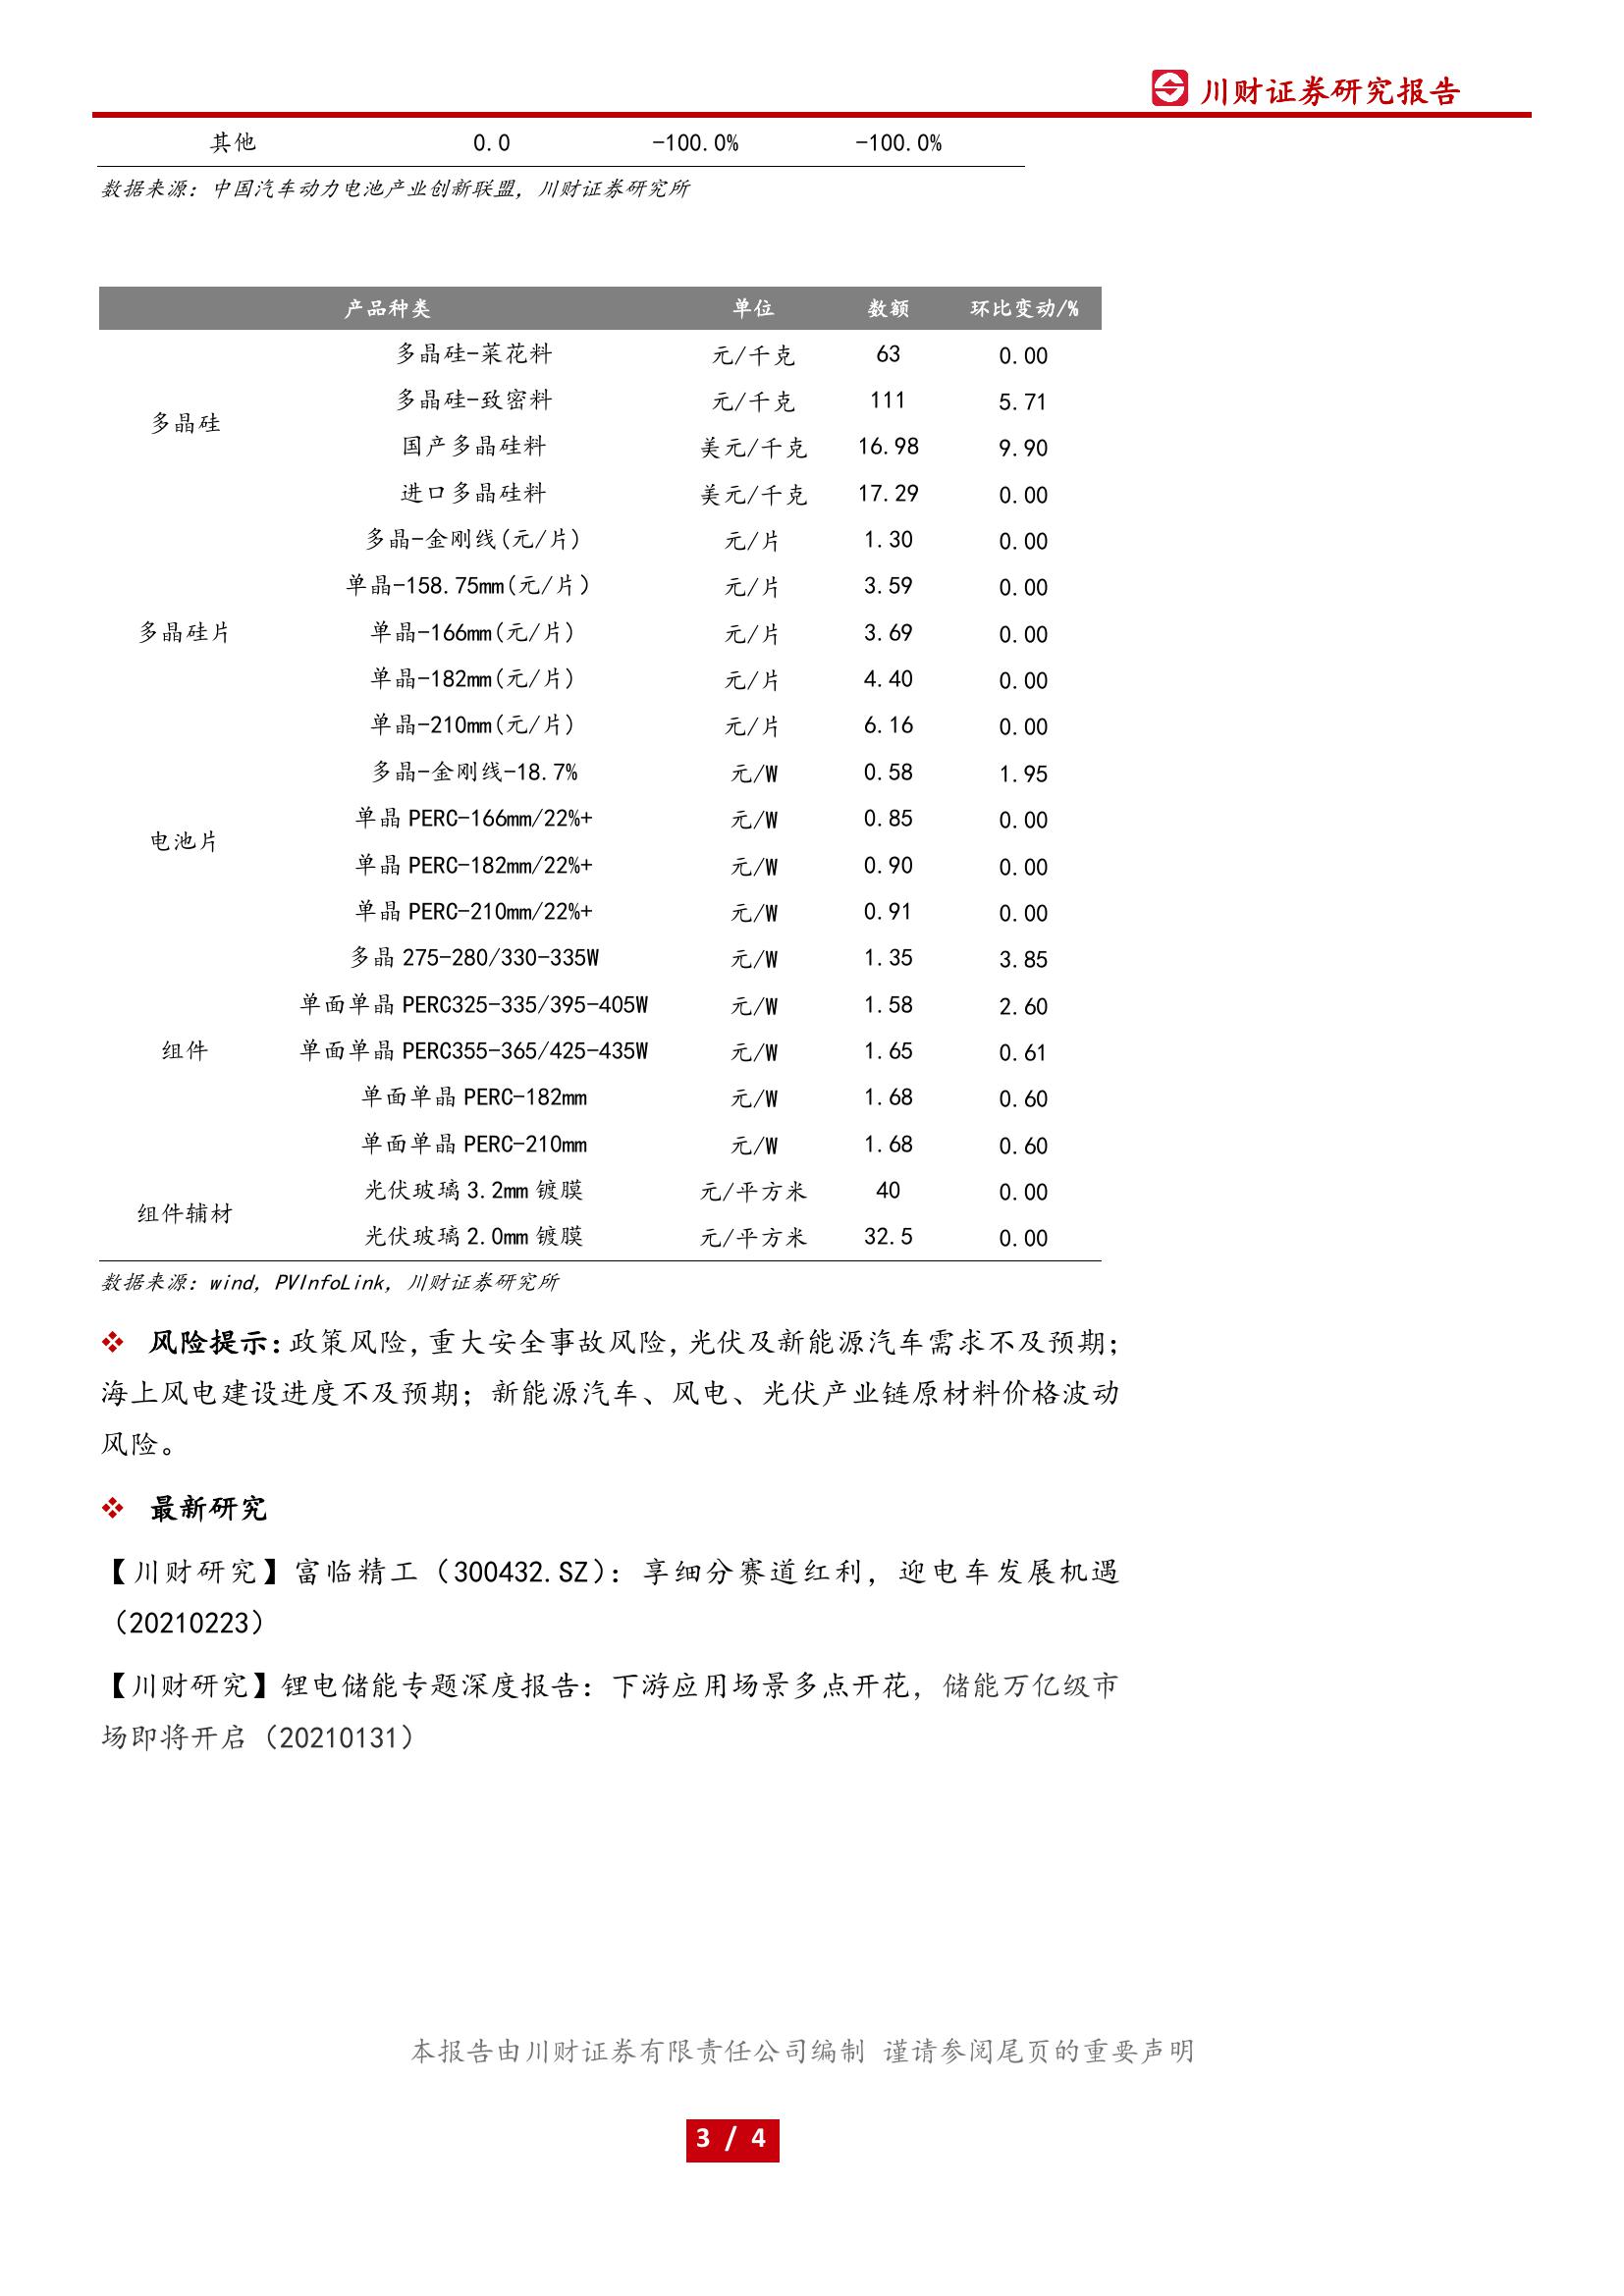 川财证券研究报告
其他 0.0 -100.0% -100.0%
数据来源：中国汽车动力电池产业创新联盟，川财证券研究所
产品种类 单位 数额 环比变动/%
多晶硅
多晶硅-菜花料 元/千克 63 0.00
多晶硅-致密料 元/千克 111 5.71
国产多晶硅料 美元/千克 16.98 9.90
进口多晶硅料 美元/千克 17.29 0.00
多晶硅片
多晶-金刚线(元/片) 元/片 1.30 0.00
单晶-158.75mm(元/片) 元/片 3.59 0.00
单晶-166mm(元/片) 元/片 3.69 0.00
单晶-182mm(元/片) 元/片 4.40 0.00
单晶-210mm(元/片) 元/片 6.16 0.00
电池片
多晶-金刚线-18.7% 元/W 0.58 1.95
单晶 PERC-166mm/22%+ 元/W 0.85 0.00
单晶 PERC-182mm/22%+ 元/W 0.90 0.00
单晶 PERC-210mm/22%+ 元/W 0.91 0.00
组件
多晶 275-280/330-335W 元/W 1.35 3.85
单面单晶 PERC325-335/395-405W 元/W 1.58 2.60
单面单晶 PERC355-365/425-435W 元/W 1.65 0.61
单面单晶 PERC-182mm 元/W 1.68 0.60
单面单晶 PERC-210mm 元/W 1.68 0.60
组件辅材
光伏玻璃 3.2mm 镀膜 元/平方米 40 0.00
光伏玻璃 2.0mm 镀膜 元/平方米 32.5 0.00
数据来源：wind，PVInfoLink，川财证券研究所
❖ 风险提示：政策风险，重大安全事故风险，光伏及新能源汽车需求不及预期；
海上风电建设进度不及预期；新能源汽车、风电、光伏产业链原材料价格波动
风险。
❖ 最新研究
【川财研究】富临精工（300432.SZ）：享细分赛道红利，迎电车发展机遇
（20210223）
【川财研究】锂电储能专题深度报告：下游应用场景多点开花，储能万亿级市
场即将开启（20210131）
本报告由川财证券有限责任公司编制 谨请参阅尾页的重要声明
3 / 4